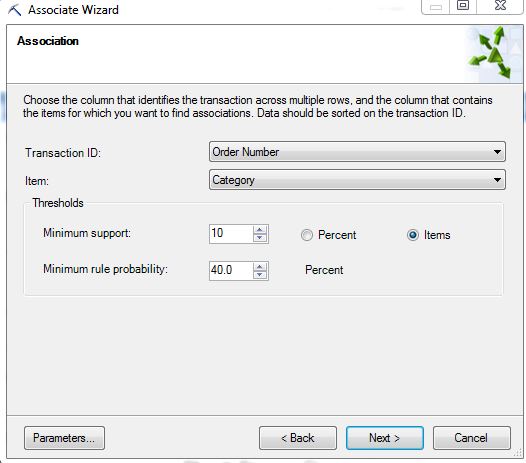 Associate Wizard
Association
Choose the column that identifies the transaction across multiple rows, and the column that contains
the items for which you want to find associations. Data should be sorted on the transaction ID.
Transaction ID: Order Number
Item: Category
Thresholds
Minimum support: 10 Percent Items
Minimum rule probability: 40.0 Percent
Parameters... < Back Next > Cancel